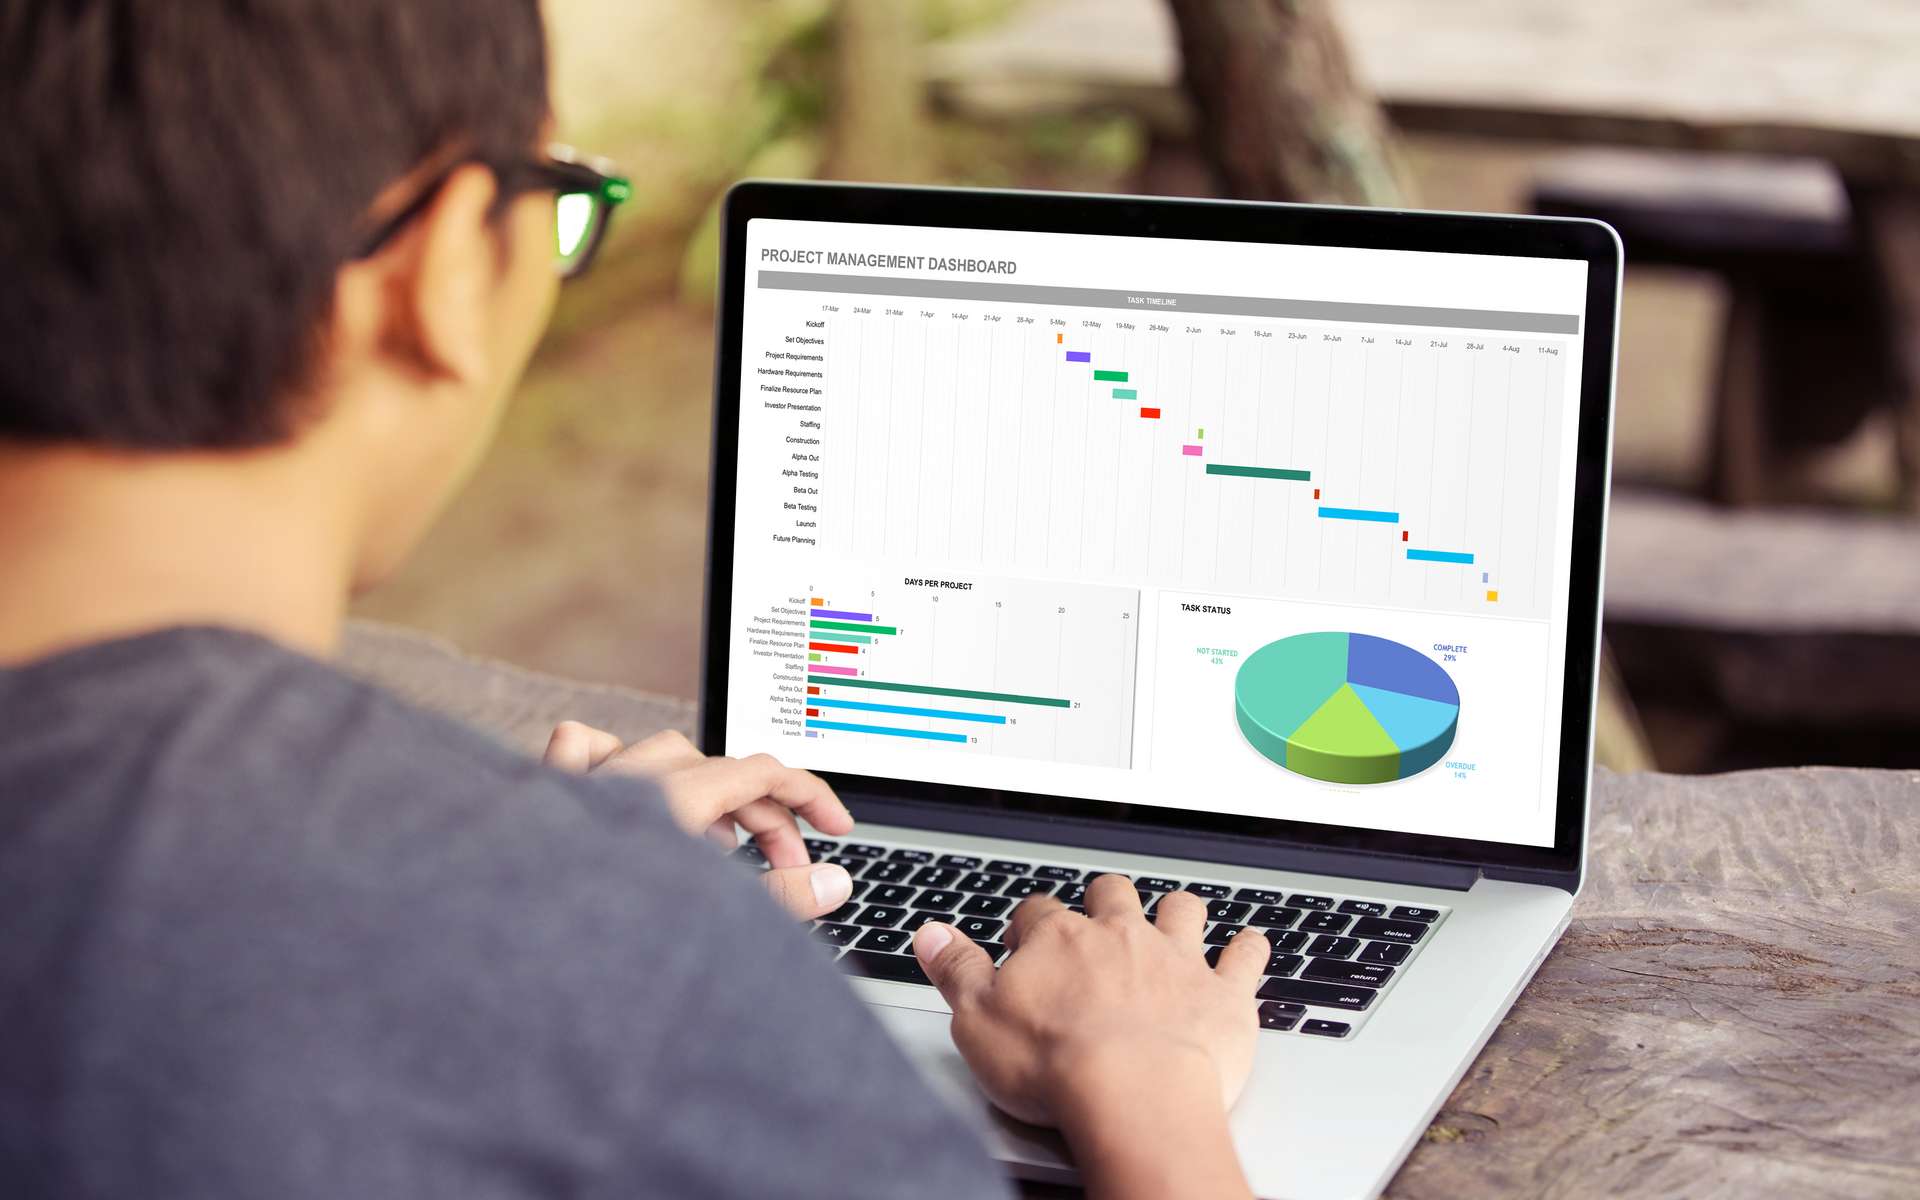 PROJECT MANAGEMENT DASHBOARD
TASK TIMELINE
17-Mar 24-Mar 31-Mar 7-Apr 14-Apr 21-Apr 28-Apr 5-May 12-May 19-May 26-May 2-Jun 9-Jun 16-Jun 23-Jun 30-Jun 7-Jul 14-Jul 21-Jul 28-Jul 4-Aug 11-Aug
Kickoff
Set Objectives
Project Requirements
Hardware Requirements
Finalize Resource Plan
Investor Presentation
Staffing
Construction
Alpha Out
Alpha Testing
Beta Out
Beta Testing
Launch
Future Planning
DAYS PER PROJECT
0 5 10 15 20 25
Kickoff 1
Set Objectives 5
Project Requirements 7
Hardware Requirements 5
Finalize Resource Plan 4
Investor Presentation 1
Staffing 4
Construction 21
Alpha Out 1
Alpha Testing 16
Beta Out 1
Beta Testing 13
Launch 1
TASK STATUS
NOT STARTED
43%
COMPLETE
29%
OVERDUE
14%
3 4 5 6 7 0 - +
R T P { } \ delete
D G " enter
return
X C shift